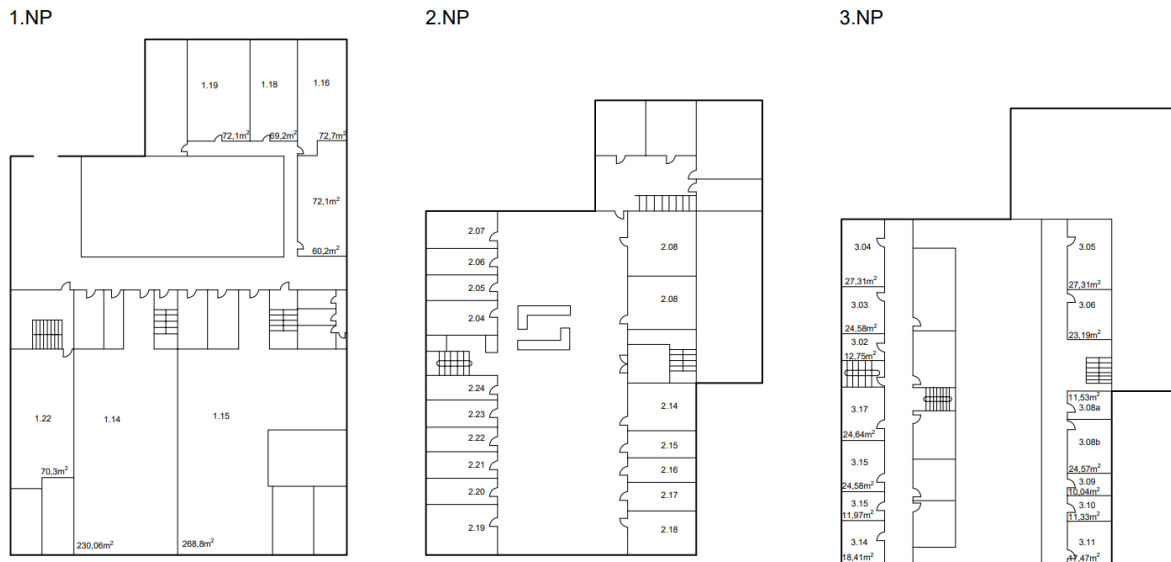 1.NP
2.NP
3.NP
1.19
1.18
1.16
72,1m²
69,2m²
72,7m²
72,1m²
60,2m²
1.22
1.14
1.15
70,3m²
230,06m²
268,8m²
2.07
2.06
2.05
2.04
2.08
2.08
2.24
2.23
2.22
2.21
2.20
2.19
2.14
2.15
2.16
2.17
2.18
3.04
27,31m²
3.03
24,58m²
3.02
12,75m²
3.17
24,64m²
3.15
24,58m²
3.15
11,97m²
3.14
18,41m²
3.05
27,31m²
3.06
23,19m²
11,53m²
3.08a
3.08b
24,57m²
3.09
10,04m²
3.10
11,33m²
3.11
17,47m²